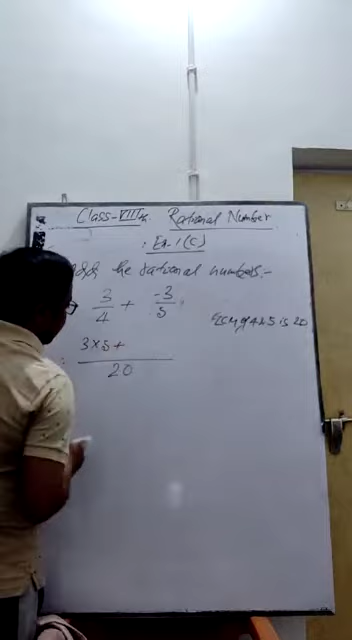 Class-VIIIth. Rational Number
: Ex-1(C)
Add the rational numbers:-
3/4 + -3/5
LCM of 4 & 5 is 20
3×5+
20